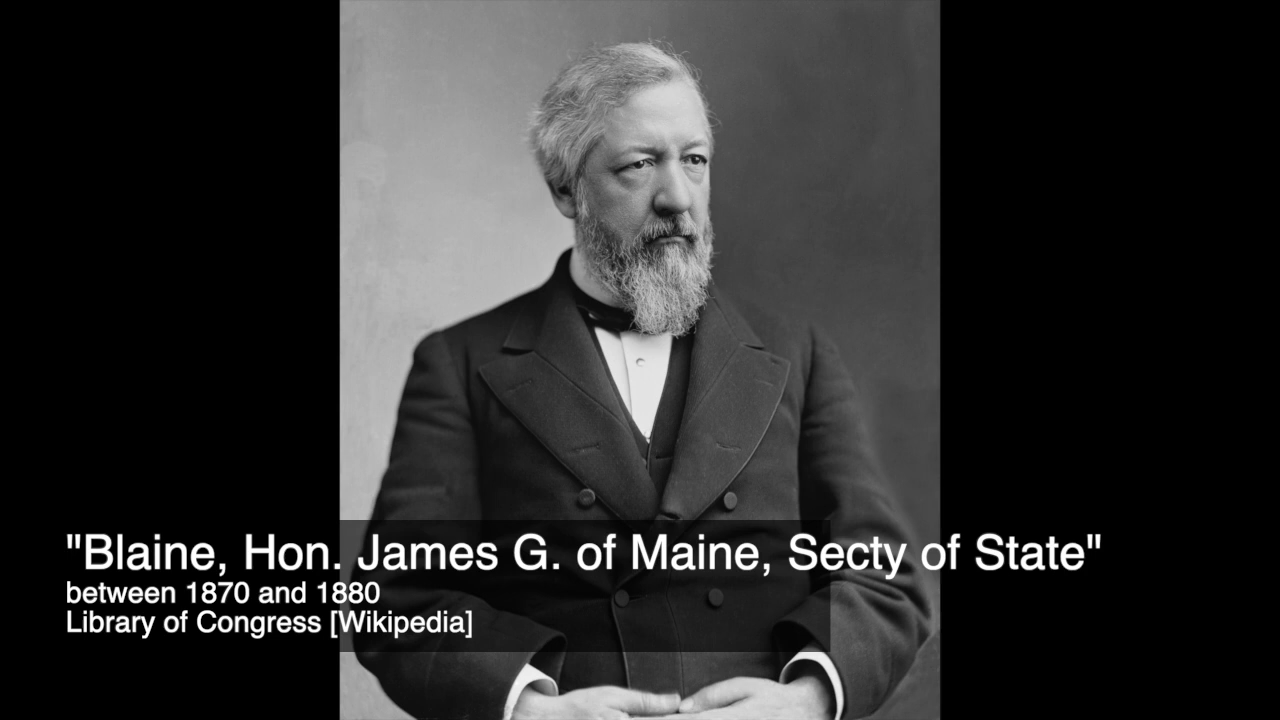 "Blaine, Hon. James G. of Maine, Secty of State"
between 1870 and 1880
Library of Congress [Wikipedia]